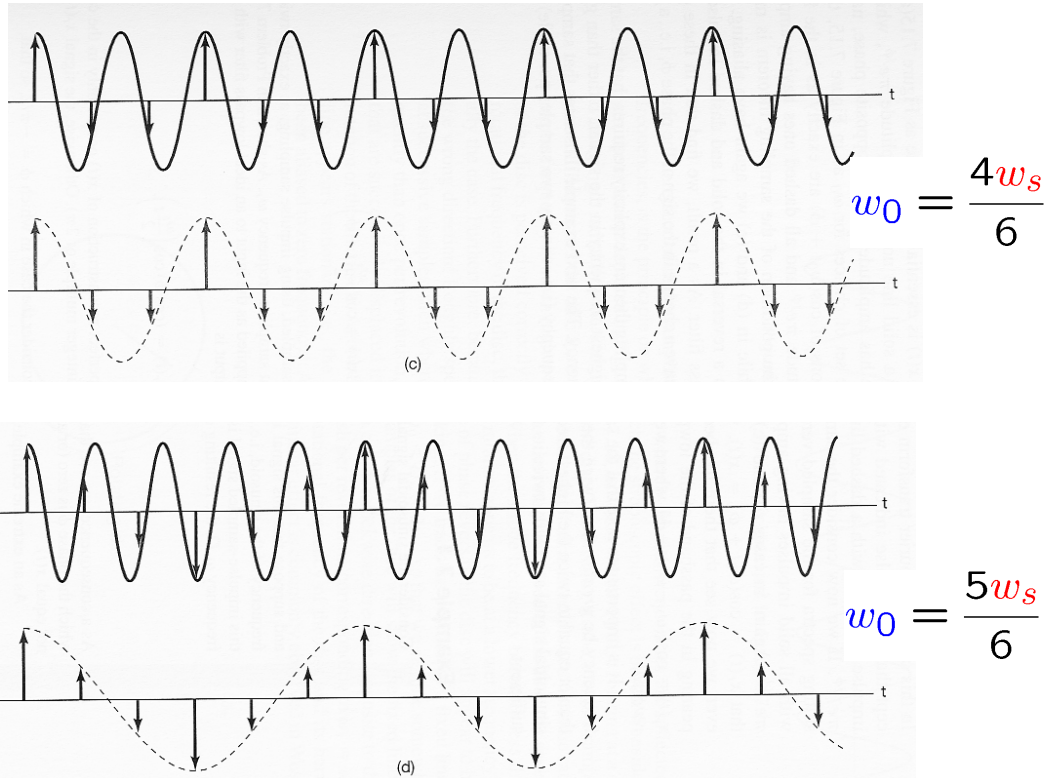 t
w₀ = 4wₛ/6
t
(c)
t
w₀ = 5wₛ/6
t
(d)